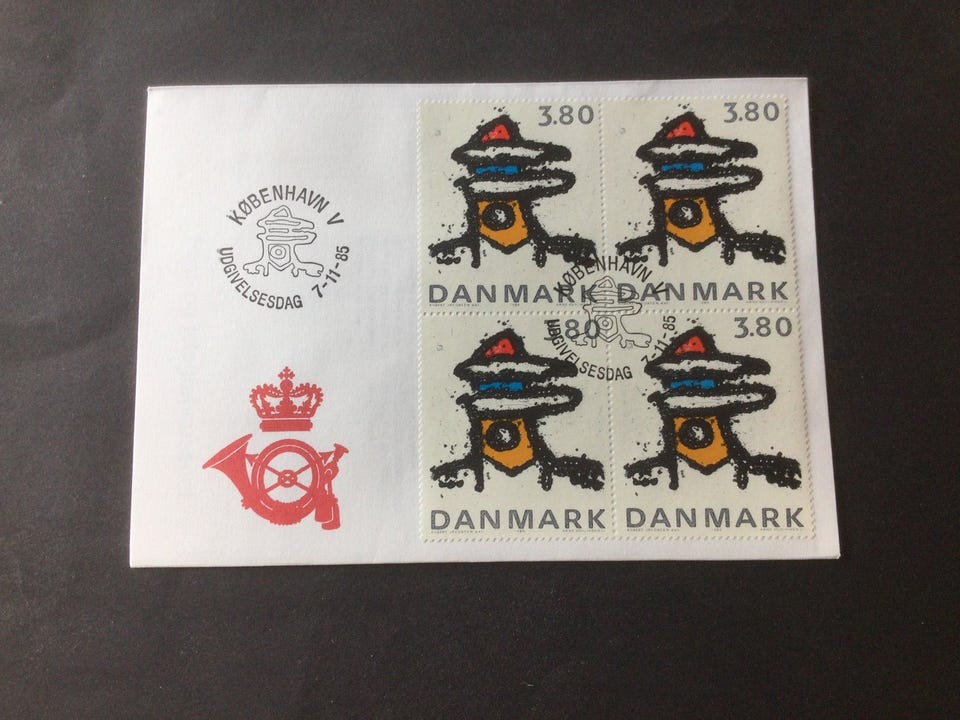 KØBENHAVN V
UDGIVELSESDAG 7-11-85
3.80
DANMARK
3.80
DANMARK
KØBENHAVN V
UDGIVELSESDAG 7-11-85
3.80
DANMARK
3.80
DANMARK